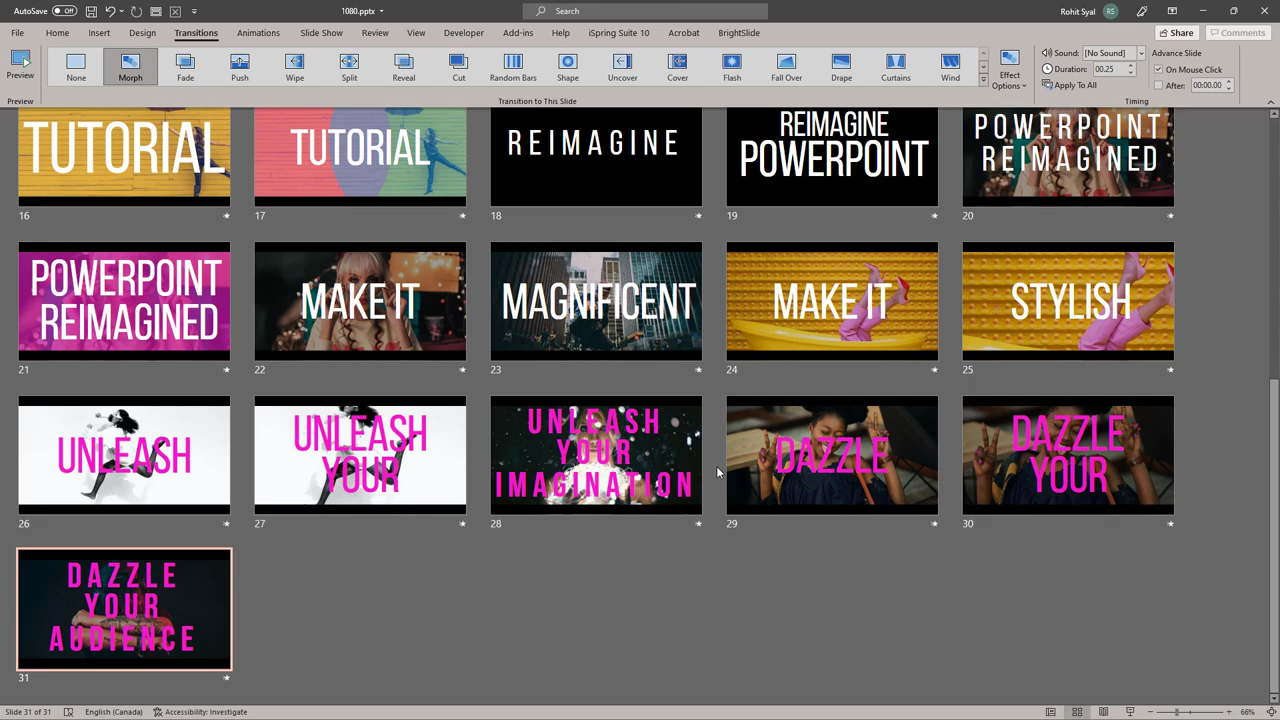 AutoSave Off
1080.pptx
Search
Rohit Syal RS
File Home Insert Design Transitions Animations Slide Show Review View Developer Add-ins Help iSpring Suite 10 Acrobat BrightSlide
Share Comments
Preview
None Morph Fade Push Wipe Split Reveal Cut Random Bars Shape Uncover Cover Flash Fall Over Drape Curtains Wind
Effect
Options
Sound: [No Sound]
Duration: 00.25
Apply To All
Advance Slide
On Mouse Click
After: 00:00.00
Preview
Transition to This Slide
Timing
TUTORIAL
16
TUTORIAL
17
REIMAGINE
18
REIMAGINE
POWERPOINT
19
POWERPOINT
REIMAGINED
20
POWERPOINT
REIMAGINED
21
MAKE IT
22
MAGNIFICENT
23
MAKE IT
24
STYLISH
25
UNLEASH
26
UNLEASH
YOUR
27
UNLEASH
YOUR
IMAGINATION
28
DAZZLE
29
DAZZLE
YOUR
30
DAZZLE
YOUR
AUDIENCE
31
Slide 31 of 31
English (Canada)
Accessibility: Investigate
66%